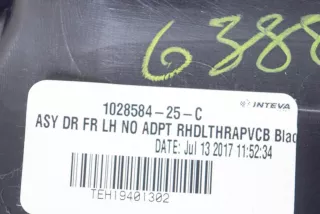 6388
1028584-25-C
INTEVA
ASY DR FR LH NO ADPT RHDLTHRAPVCB Blac
DATE: Jul 13 2017 11:52:34
TEH19401302